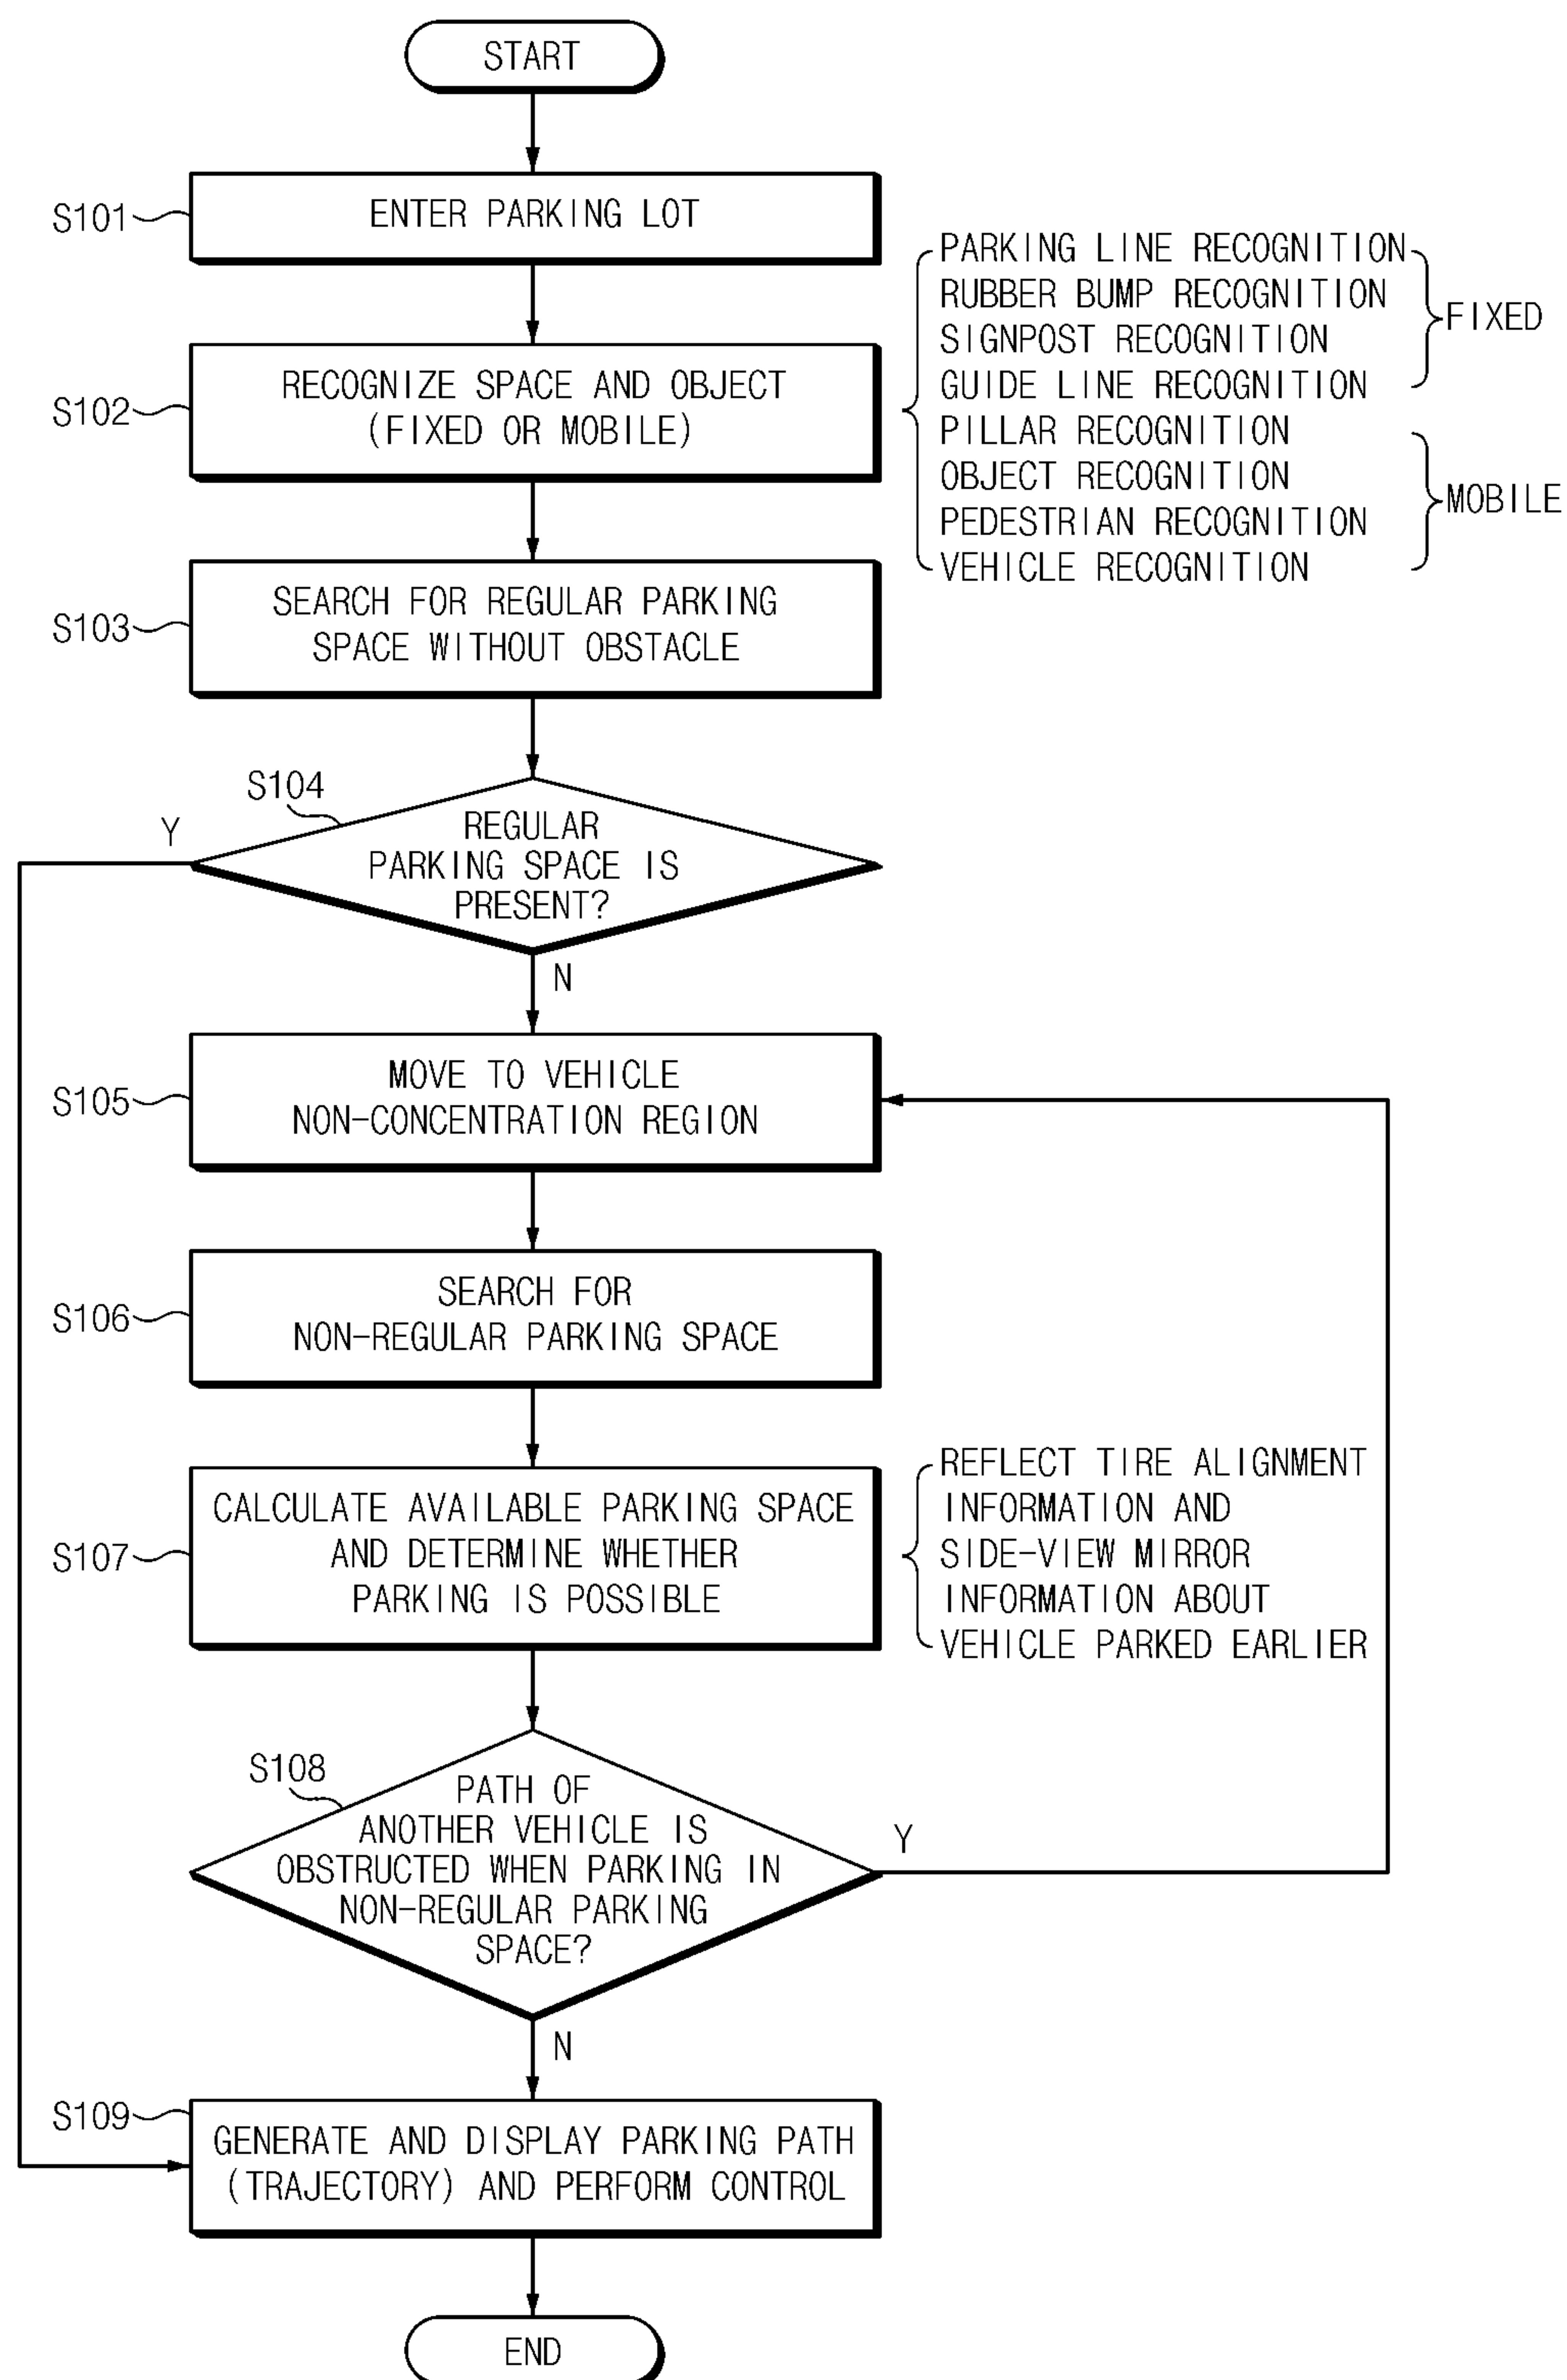 START
S101
ENTER PARKING LOT
S102
RECOGNIZE SPACE AND OBJECT
(FIXED OR MOBILE)
PARKING LINE RECOGNITION
RUBBER BUMP RECOGNITION
SIGNPOST RECOGNITION
GUIDE LINE RECOGNITION
FIXED
PILLAR RECOGNITION
OBJECT RECOGNITION
PEDESTRIAN RECOGNITION
VEHICLE RECOGNITION
MOBILE
S103
SEARCH FOR REGULAR PARKING
SPACE WITHOUT OBSTACLE
S104
REGULAR
PARKING SPACE IS
PRESENT?
Y
N
S105
MOVE TO VEHICLE
NON-CONCENTRATION REGION
S106
SEARCH FOR
NON-REGULAR PARKING SPACE
S107
CALCULATE AVAILABLE PARKING SPACE
AND DETERMINE WHETHER
PARKING IS POSSIBLE
REFLECT TIRE ALIGNMENT
INFORMATION AND
SIDE-VIEW MIRROR
INFORMATION ABOUT
VEHICLE PARKED EARLIER
S108
PATH OF
ANOTHER VEHICLE IS
OBSTRUCTED WHEN PARKING IN
NON-REGULAR PARKING
SPACE?
Y
N
S109
GENERATE AND DISPLAY PARKING PATH
(TRAJECTORY) AND PERFORM CONTROL
END